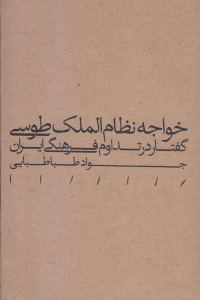 خواجه نظام الملک طوسی
گفتار در تداوم فرهنگی ایران
جواد طباطبایی